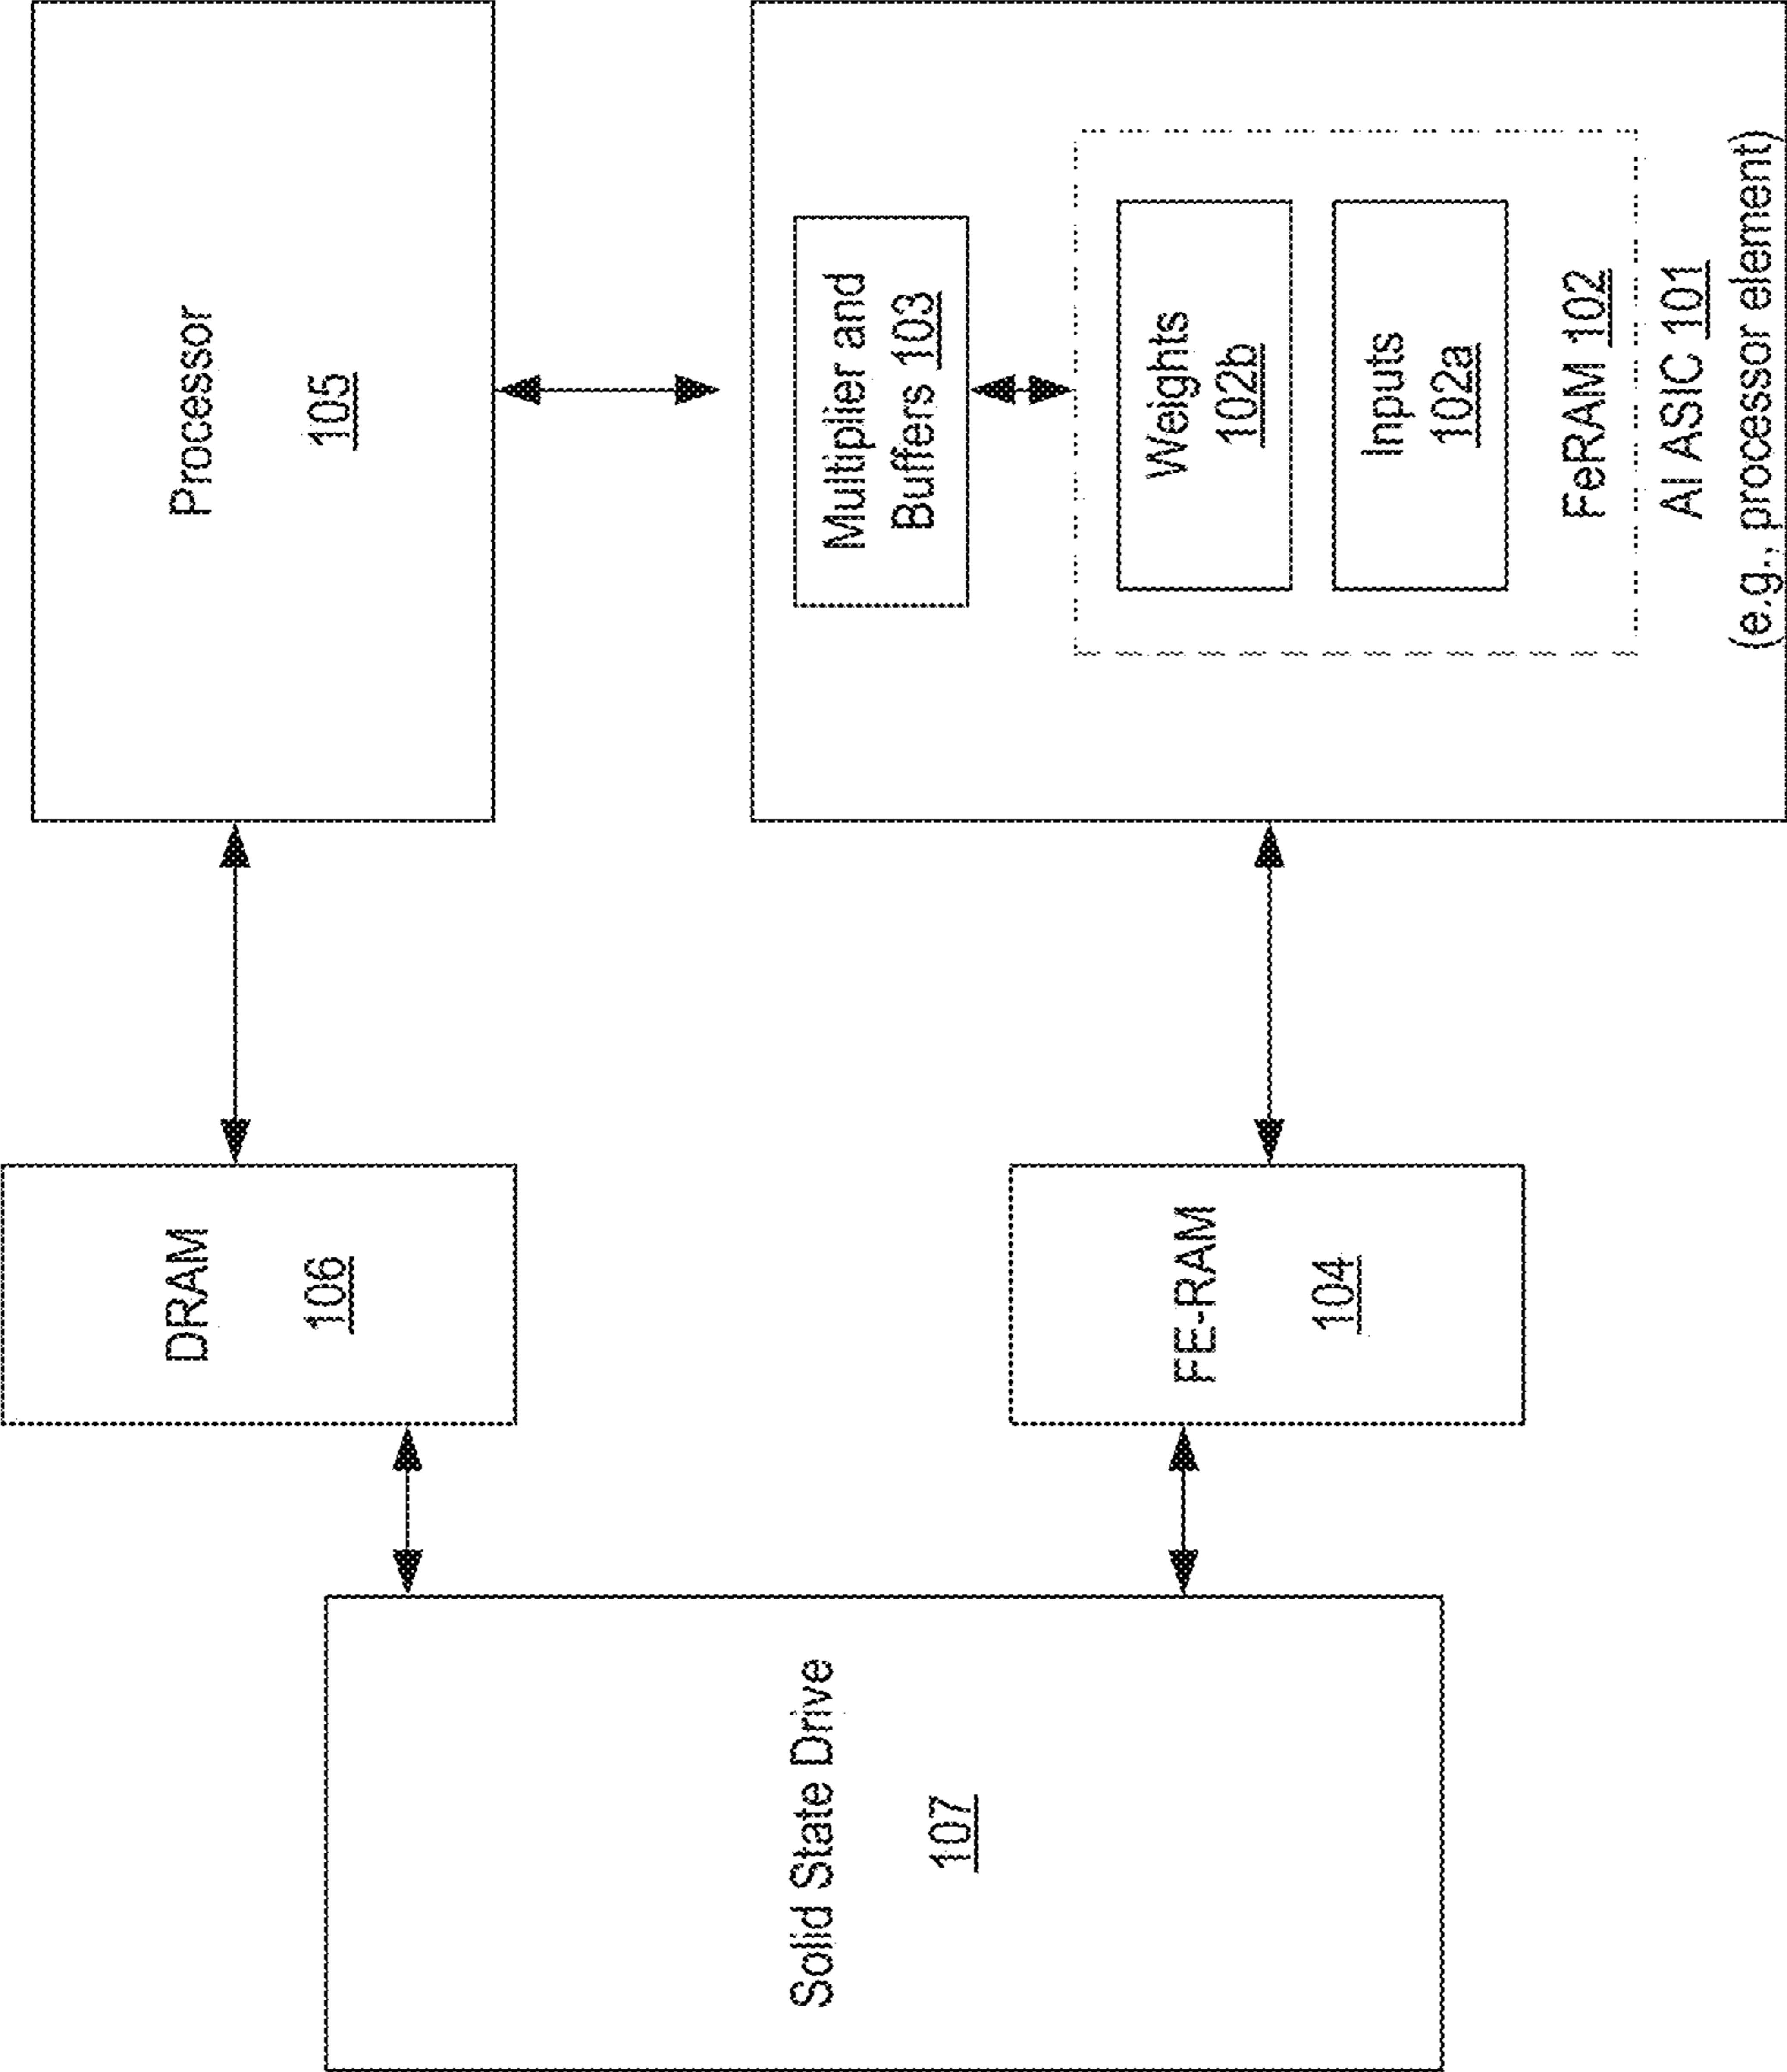 Solid State Drive
107
DRAM
106
FE-RAM
104
Processor
105
Multiplier and
Buffers 103
Weights
102b
Inputs
102a
FeRAM 102
AI ASIC 101
(e.g., processor element)